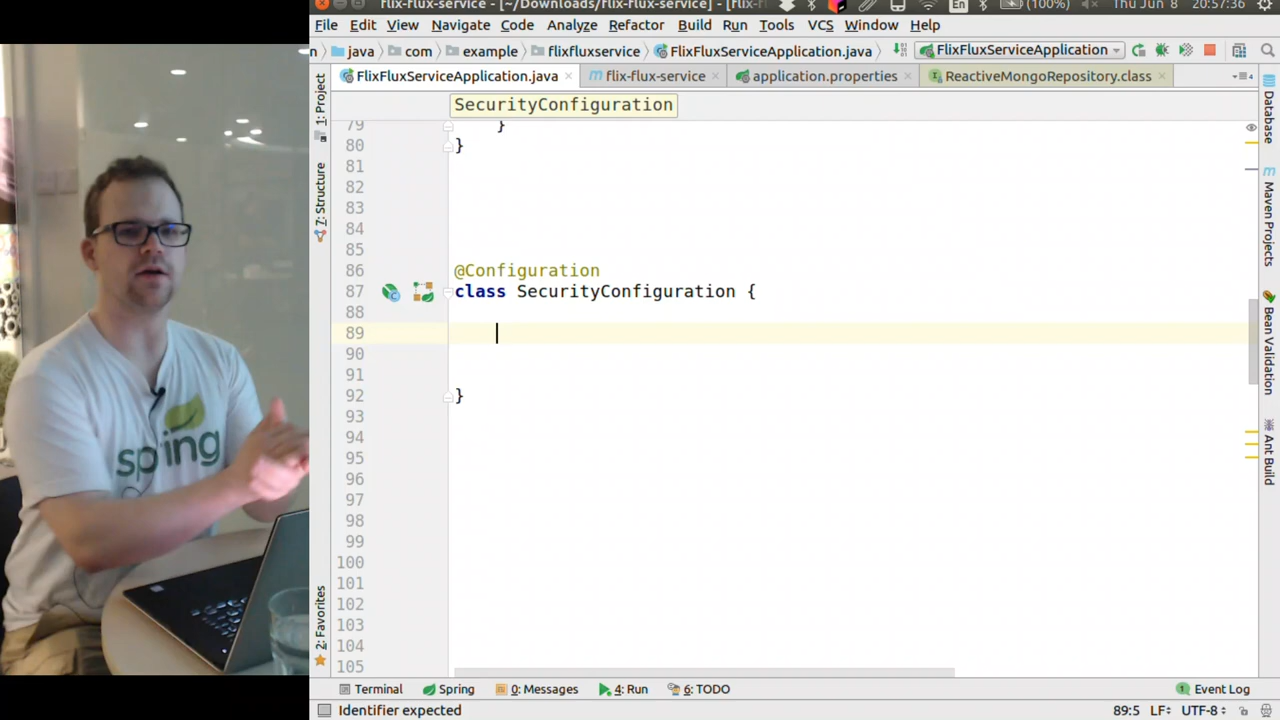 flix-flux-service - [~/Downloads/flix-flux-service] - [flix-f
En
(100%)
Thu Jun 8
20:57:36
File Edit View Navigate Code Analyze Refactor Build Run Tools VCS Window Help
n java com example flixfluxservice FlixFluxServiceApplication.java FlixFluxServiceApplication
FlixFluxServiceApplication.java flix-flux-service application.properties ReactiveMongoRepository.class
4
SecurityConfiguration
79 }
80 }
81
82
83
84
85
86 @Configuration
87 class SecurityConfiguration {
88
89
90
91
92 }
93
94
95
96
97
98
99
100
101
102
103
104
105
1: Project
7: Structure
2: Favorites
Database
Maven Projects
Bean Validation
Ant Build
spring
Terminal Spring 0: Messages 4: Run 6: TODO 1 Event Log
Identifier expected 89:5 LF÷ UTF-8÷